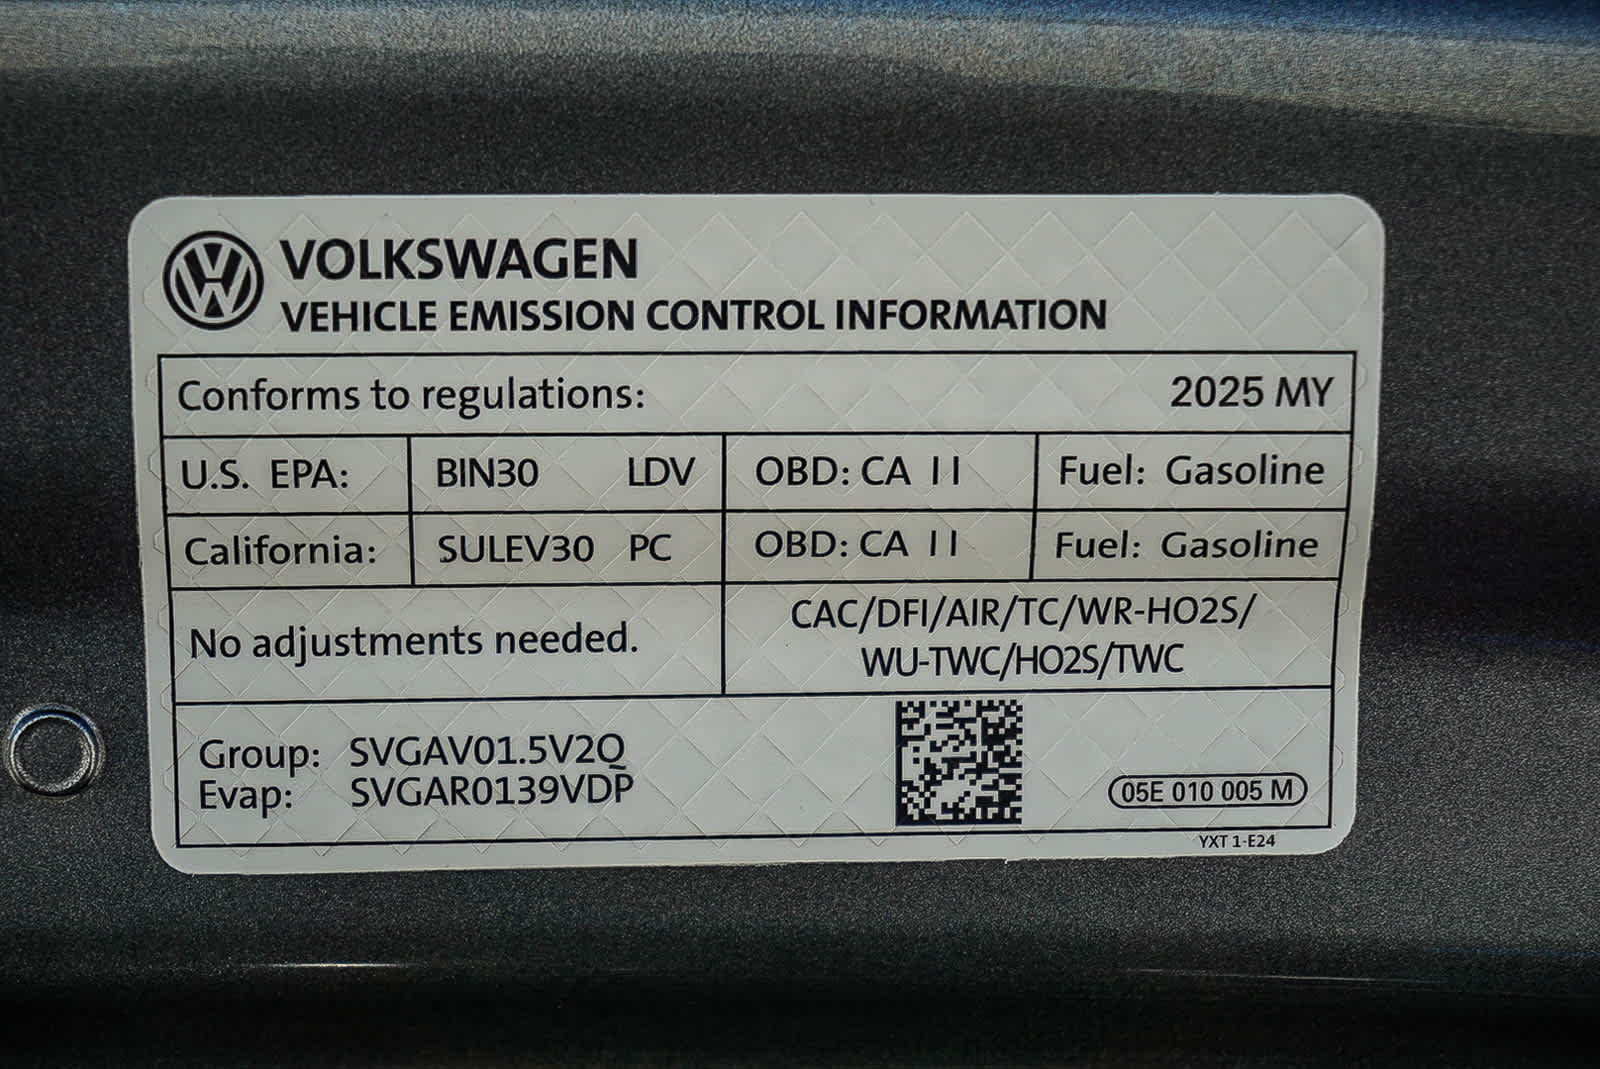 VOLKSWAGEN
VEHICLE EMISSION CONTROL INFORMATION
Conforms to regulations: 2025 MY
U.S. EPA: BIN30 LDV OBD: CA II Fuel: Gasoline
California: SULEV30 PC OBD: CA II Fuel: Gasoline
No adjustments needed.
CAC/DFI/AIR/TC/WR-HO2S/
WU-TWC/HO2S/TWC
Group: SVGAV01.5V2Q
Evap: SVGAR0139VDP
05E 010 005 M
YXT 1-E24